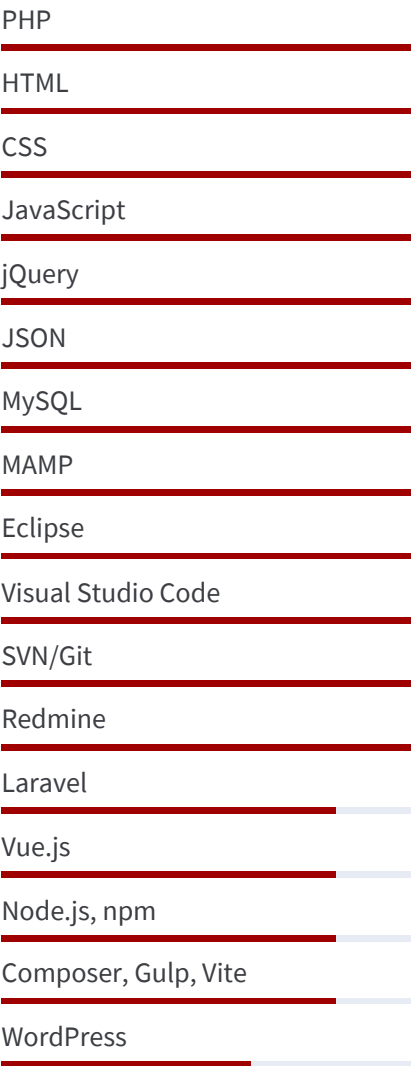 PHP
HTML
CSS
JavaScript
jQuery
JSON
MySQL
MAMP
Eclipse
Visual Studio Code
SVN/Git
Redmine
Laravel
Vue.js
Node.js, npm
Composer, Gulp, Vite
WordPress